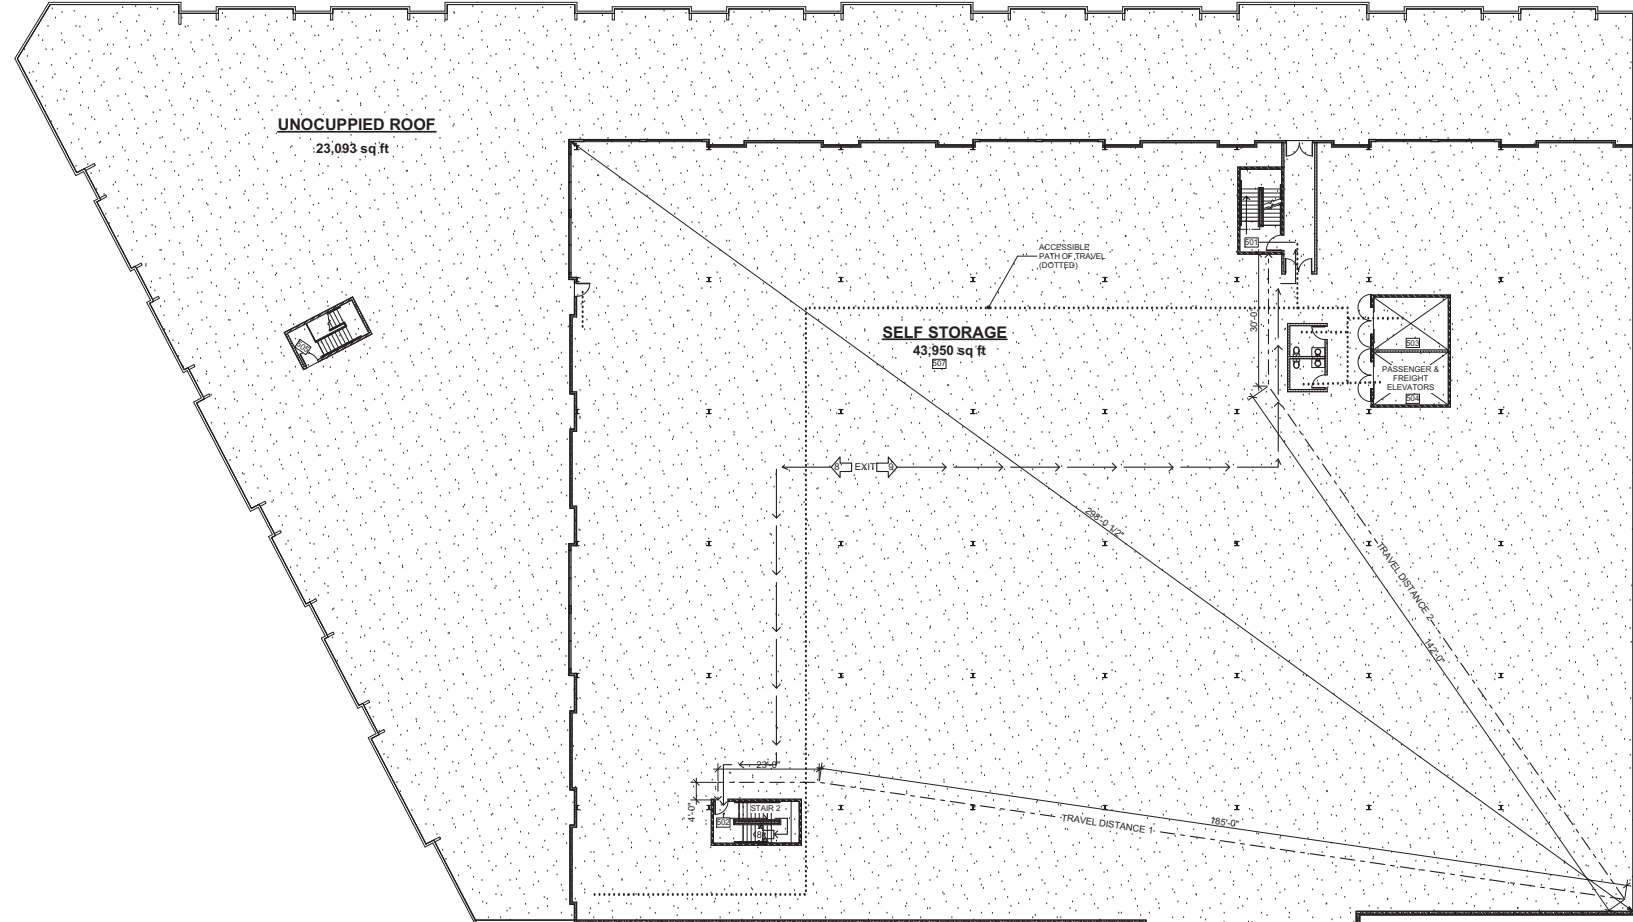 UNOCUPPIED ROOF
23,093 sq ft
501
ACCESSIBLE
PATH OF TRAVEL
(DOTTED)
30'-0"
SELF STORAGE
43,950 sq ft
507
503
PASSENGER &
FREIGHT
ELEVATORS
504
8 EXIT 9
298'-0 1/2"
TRAVEL DISTANCE 2
142'-0"
23'-0"
4'-0"
STAIR 2
502
185'-0"
TRAVEL DISTANCE 1